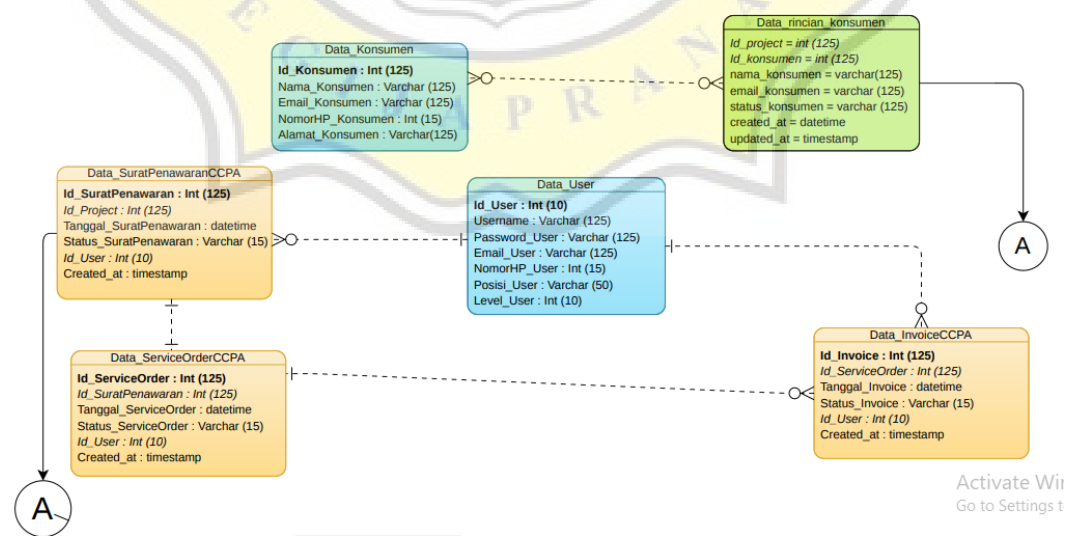 E G I J A P R A N A
Data_Konsumen
Id_Konsumen : Int (125)
Nama_Konsumen : Varchar (125)
Email_Konsumen : Varchar (125)
NomorHP_Konsumen : Int (15)
Alamat_Konsumen : Varchar(125)
Data_rincian_konsumen
Id_project = int (125)
Id_konsumen = int (125)
nama_konsumen = varchar(125)
email_konsumen = varchar (125)
status_konsumen = varchar (125)
created_at = datetime
updated_at = timestamp
Data_SuratPenawaranCCPA
Id_SuratPenawaran : Int (125)
Id_Project : Int (125)
Tanggal_SuratPenawaran : datetime
Status_SuratPenawaran : Varchar (15)
Id_User : Int (10)
Created_at : timestamp
Data_User
Id_User : Int (10)
Username : Varchar (125)
Password_User : Varchar (125)
Email_User : Varchar (125)
NomorHP_User : Int (15)
Posisi_User : Varchar (50)
Level_User : Int (10)
A
Data_ServiceOrderCCPA
Id_ServiceOrder : Int (125)
Id_SuratPenawaran : Int (125)
Tanggal_ServiceOrder : datetime
Status_ServiceOrder : Varchar (15)
Id_User : Int (10)
Created_at : timestamp
Data_InvoiceCCPA
Id_Invoice : Int (125)
Id_ServiceOrder : Int (125)
Tanggal_Invoice : datetime
Status_Invoice : Varchar (15)
Id_User : Int (10)
Created_at : timestamp
A
Activate Wi
Go to Settings t